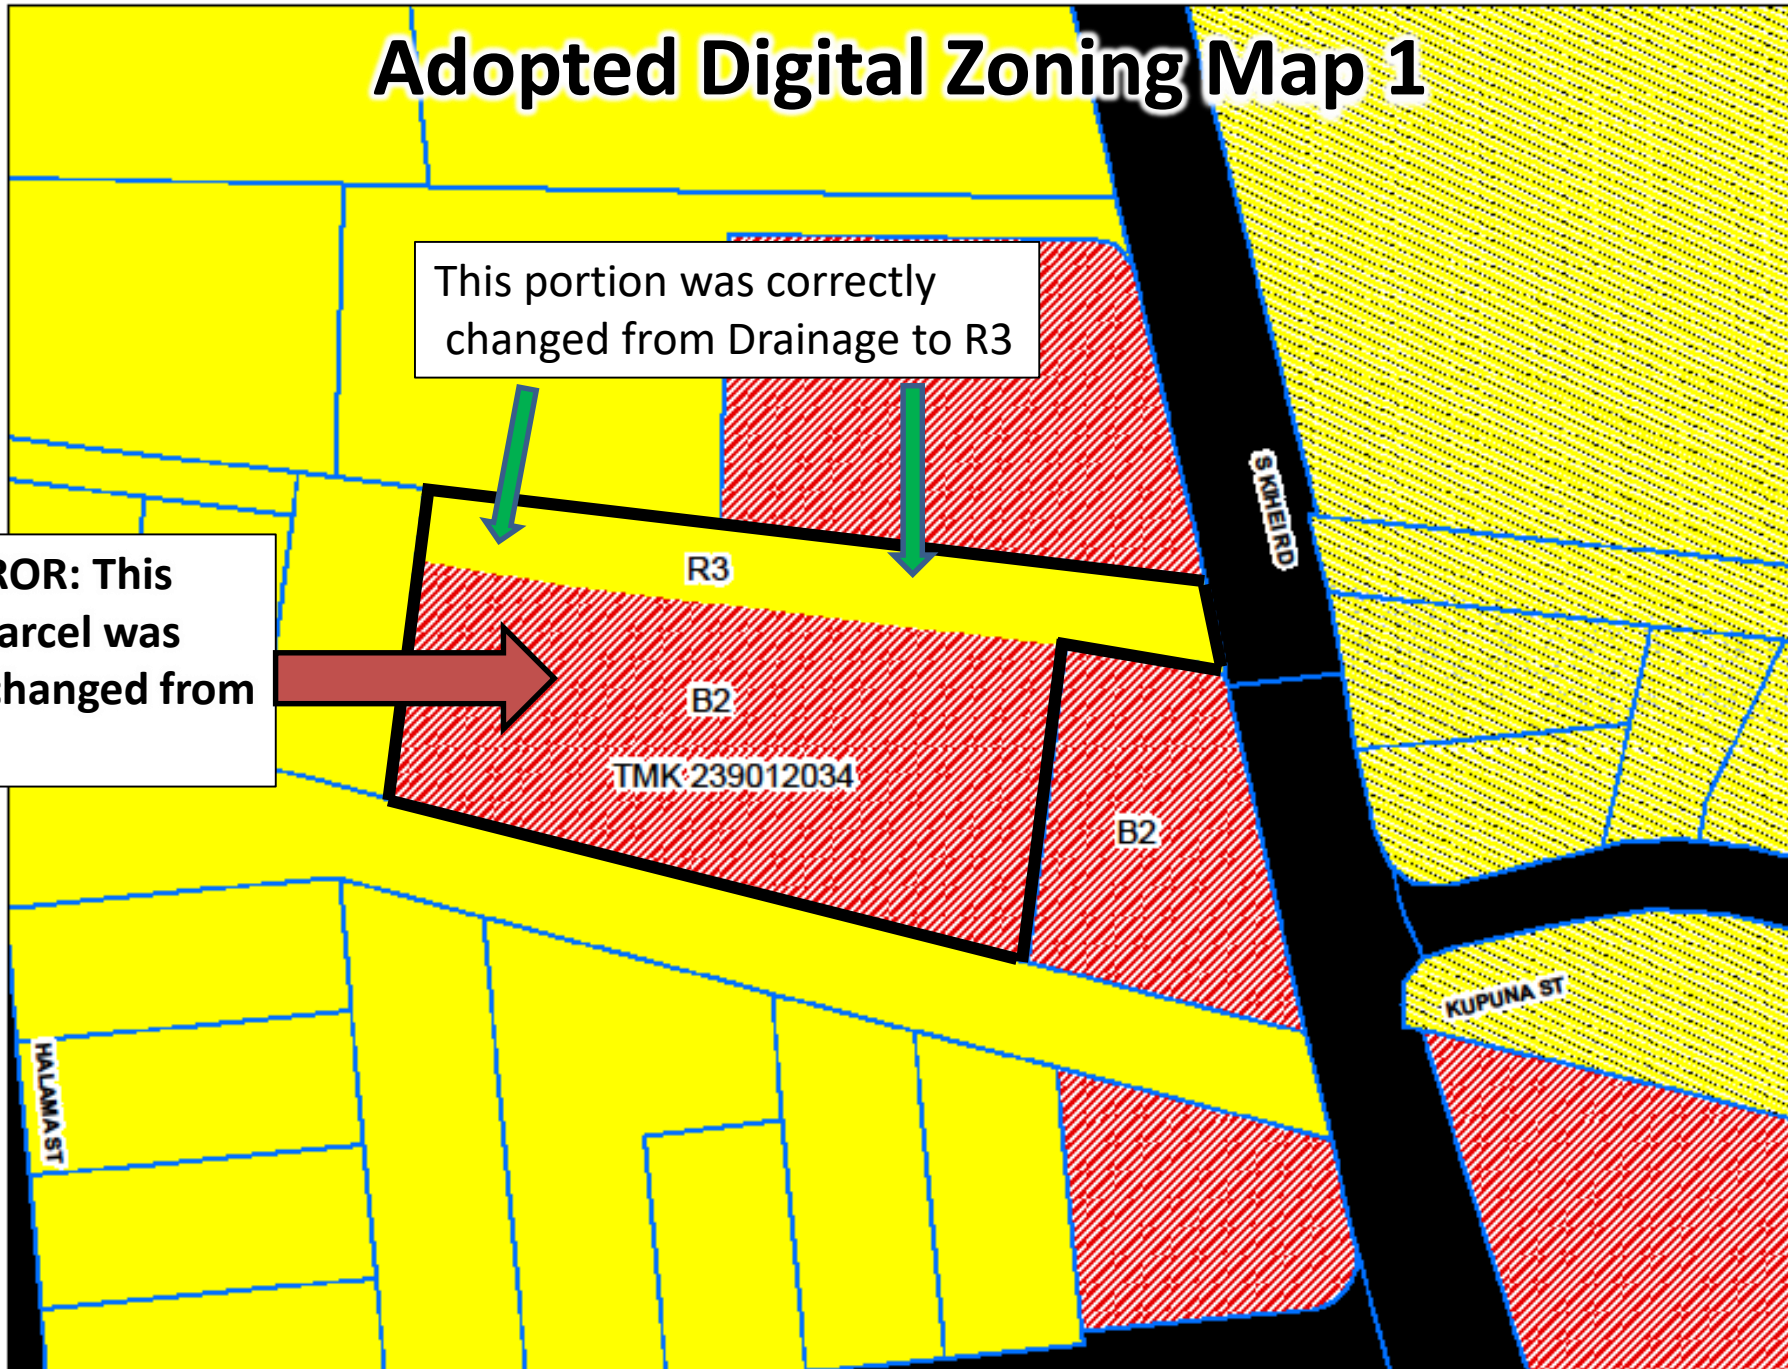 Adopted Digital Zoning Map 1
This portion was correctly
changed from Drainage to R3
S KIHEI RD
ROR: This
R3
arcel was
changed from
B2
TMK 239012034
B2
KUPUNA ST
HALAMA ST